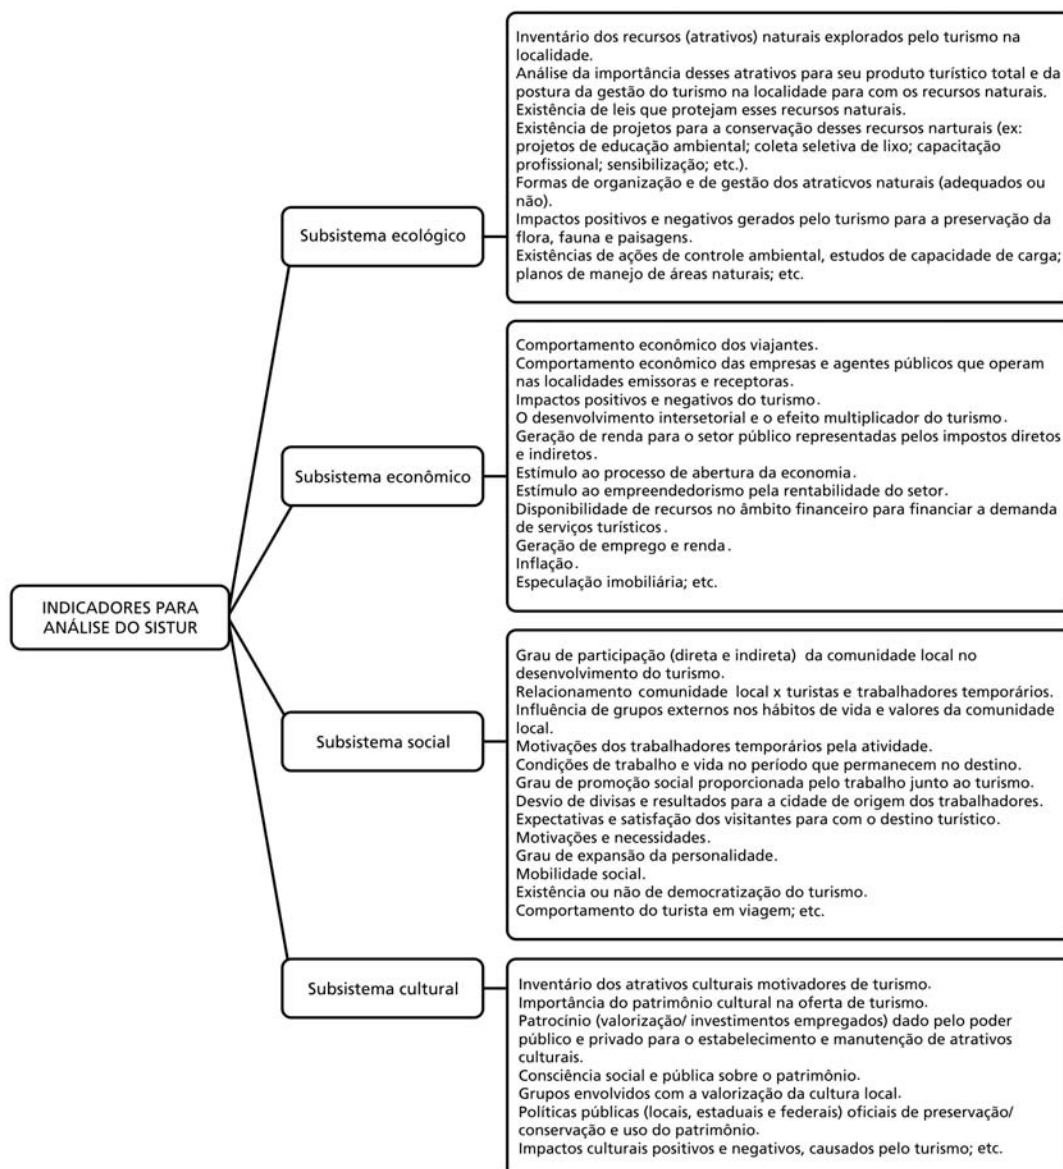 Inventário dos recursos (atrativos) naturais explorados pelo turismo na
localidade.
Análise da importância desses atrativos para seu produto turístico total e da
postura da gestão do turismo na localidade para com os recursos naturais.
Existência de leis que protejam esses recursos naturais.
Existência de projetos para a conservação desses recursos narturais (ex:
projetos de educação ambiental; coleta seletiva de lixo; capacitação
profissional; sensibilização; etc.).
Formas de organização e de gestão dos atraticvos naturais (adequados ou
não).
Impactos positivos e negativos gerados pelo turismo para a preservação da
flora, fauna e paisagens.
Existências de ações de controle ambiental, estudos de capacidade de carga;
planos de manejo de áreas naturais; etc.
Subsistema ecológico
Comportamento econômico dos viajantes.
Comportamento econômico das empresas e agentes públicos que operam
nas localidades emissoras e receptoras.
Impactos positivos e negativos do turismo.
O desenvolvimento intersetorial e o efeito multiplicador do turismo.
Geração de renda para o setor público representadas pelos impostos diretos
e indiretos.
Estímulo ao processo de abertura da economia.
Estímulo ao empreendedorismo pela rentabilidade do setor.
Disponibilidade de recursos no âmbito financeiro para financiar a demanda
de serviços turísticos.
Geração de emprego e renda.
Inflação.
Especulação imobiliária; etc.
Subsistema econômico
INDICADORES PARA
ANÁLISE DO SISTUR
Grau de participação (direta e indireta) da comunidade local no
desenvolvimento do turismo.
Relacionamento comunidade local x turistas e trabalhadores temporários.
Influência de grupos externos nos hábitos de vida e valores da comunidade
local.
Motivações dos trabalhadores temporários pela atividade.
Condições de trabalho e vida no período que permanecem no destino.
Grau de promoção social proporcionada pelo trabalho junto ao turismo.
Desvio de divisas e resultados para a cidade de origem dos trabalhadores.
Expectativas e satisfação dos visitantes para com o destino turístico.
Motivações e necessidades.
Grau de expansão da personalidade.
Mobilidade social.
Existência ou não de democratização do turismo.
Comportamento do turista em viagem; etc.
Subsistema social
Subsistema cultural
Inventário dos atrativos culturais motivadores de turismo.
Importância do patrimônio cultural na oferta de turismo.
Patrocínio (valorização/ investimentos empregados) dado pelo poder
público e privado para o estabelecimento e manutenção de atrativos
culturais.
Consciência social e pública sobre o patrimônio.
Grupos envolvidos com a valorização da cultura local.
Políticas públicas (locais, estaduais e federais) oficiais de preservação/
conservação e uso do patrimônio.
Impactos culturais positivos e negativos, causados pelo turismo; etc.